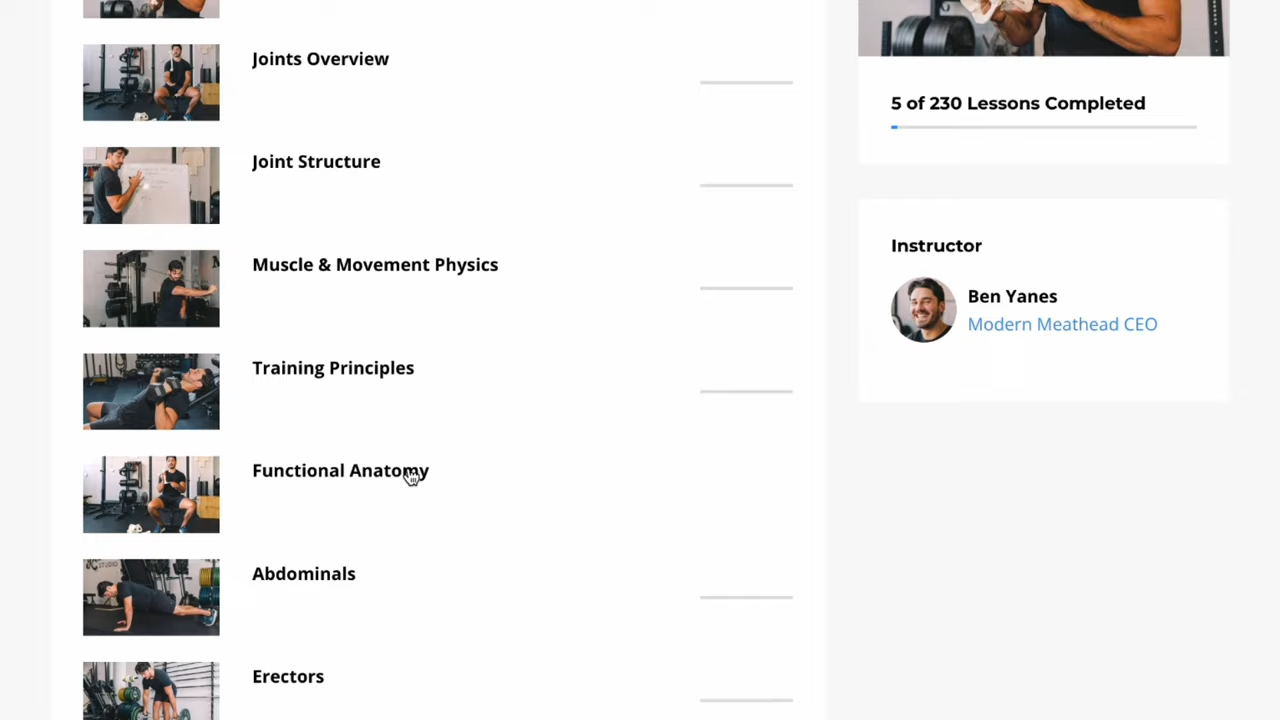 Joints Overview
Joint Structure
Muscle & Movement Physics
Training Principles
Functional Anatomy
Abdominals
Erectors
5 of 230 Lessons Completed
Instructor
Ben Yanes
Modern Meathead CEO